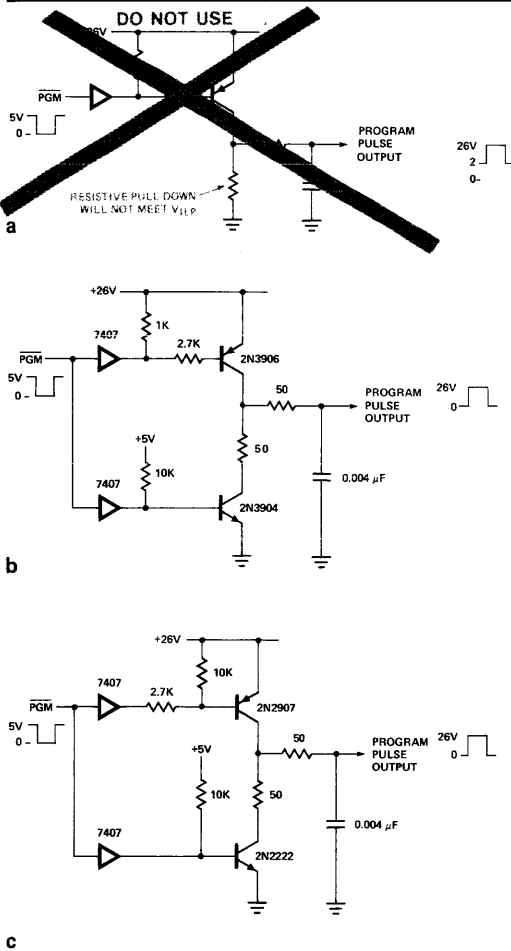 DO NOT USE
26V
PGM
5V
0
PROGRAM
PULSE
OUTPUT
26V
2
0-
RESISTIVE PULL DOWN
WILL NOT MEET VILP
a
+26V
7407
1K
2.7K
2N3906
PGM
5V
0
50
PROGRAM
PULSE
OUTPUT
26V
0
+5V
10K
50
0.004 µF
7407
2N3904
b
+26V
10K
7407
2.7K
2N2907
PGM
5V
0
50
PROGRAM
PULSE
OUTPUT
26V
0
+5V
10K
50
0.004 µF
7407
2N2222
c